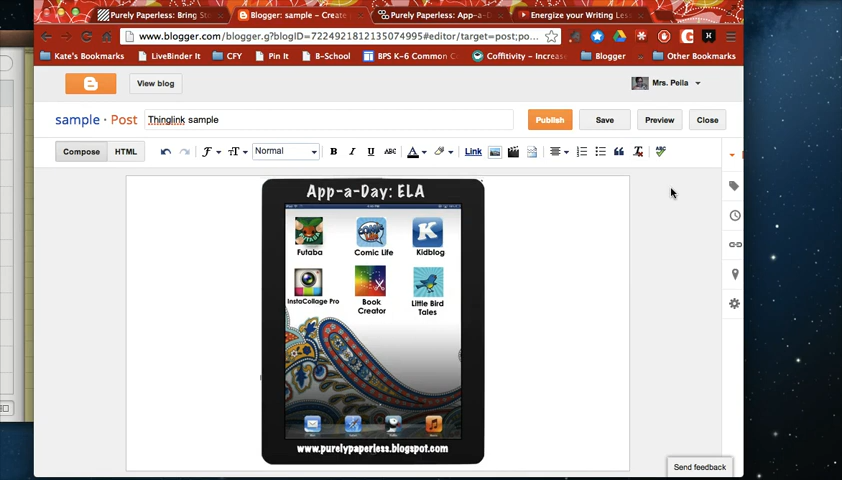 Purely Paperless: Bring St
Blogger: sample - Create
Purely Paperless: App-a-D
Energize your Writing Les
www.blogger.com/blogger.g?blogID=7224921812135074995#editor/target=post;po
Kate's Bookmarks
LiveBinder It
CFY
Pin It
B-School
BPS K-6 Common C
Coffitivity – Increase
Blogger
Other Bookmarks
View blog
Mrs. Peila
sample · Post
Thinglink sample
Publish
Save
Preview
Close
Compose
HTML
Normal
B I U ABC A
Link
App-a-Day: ELA
Futaba
Comic Life
Kidblog
InstaCollage Pro
Book Creator
Little Bird Tales
www.purelypaperless.blogspot.com
Send feedback